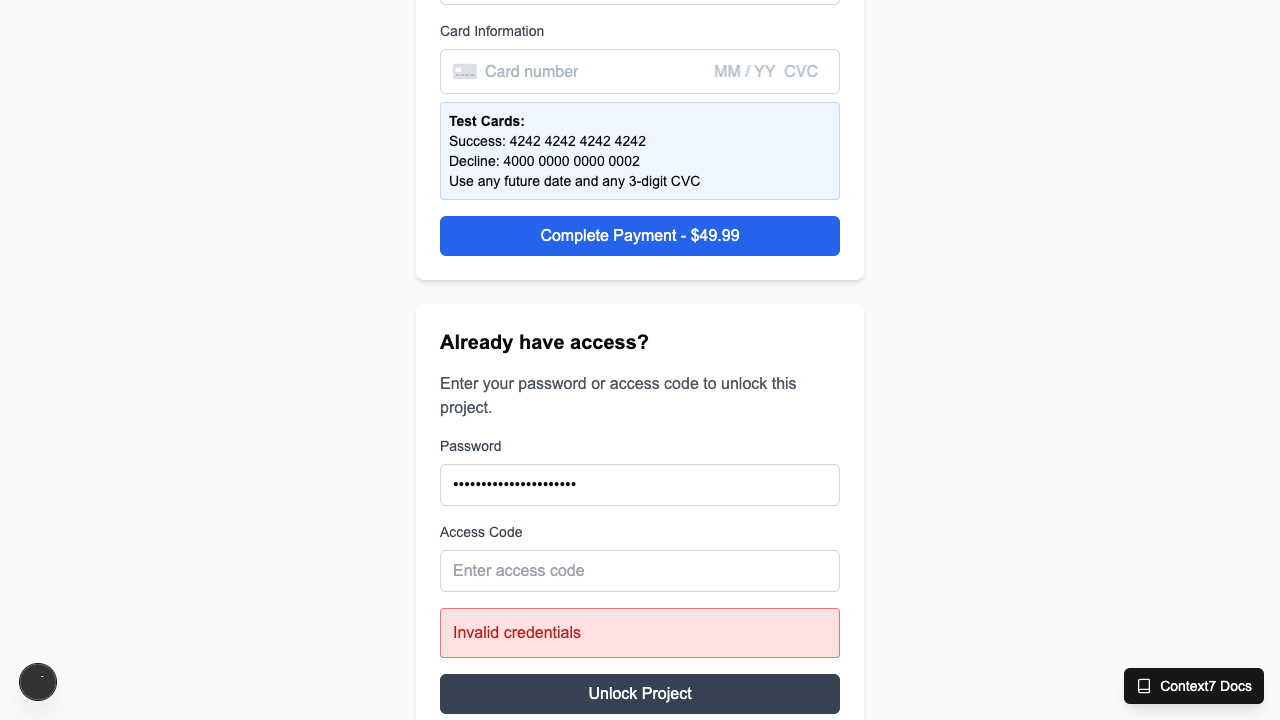 Card Information
Card number MM / YY CVC
Test Cards:
Success: 4242 4242 4242 4242
Decline: 4000 0000 0000 0002
Use any future date and any 3-digit CVC
Complete Payment - $49.99
Already have access?
Enter your password or access code to unlock this
project.
Password
••••••••••••••••••••••
Access Code
Enter access code
Invalid credentials
Unlock Project
Context7 Docs